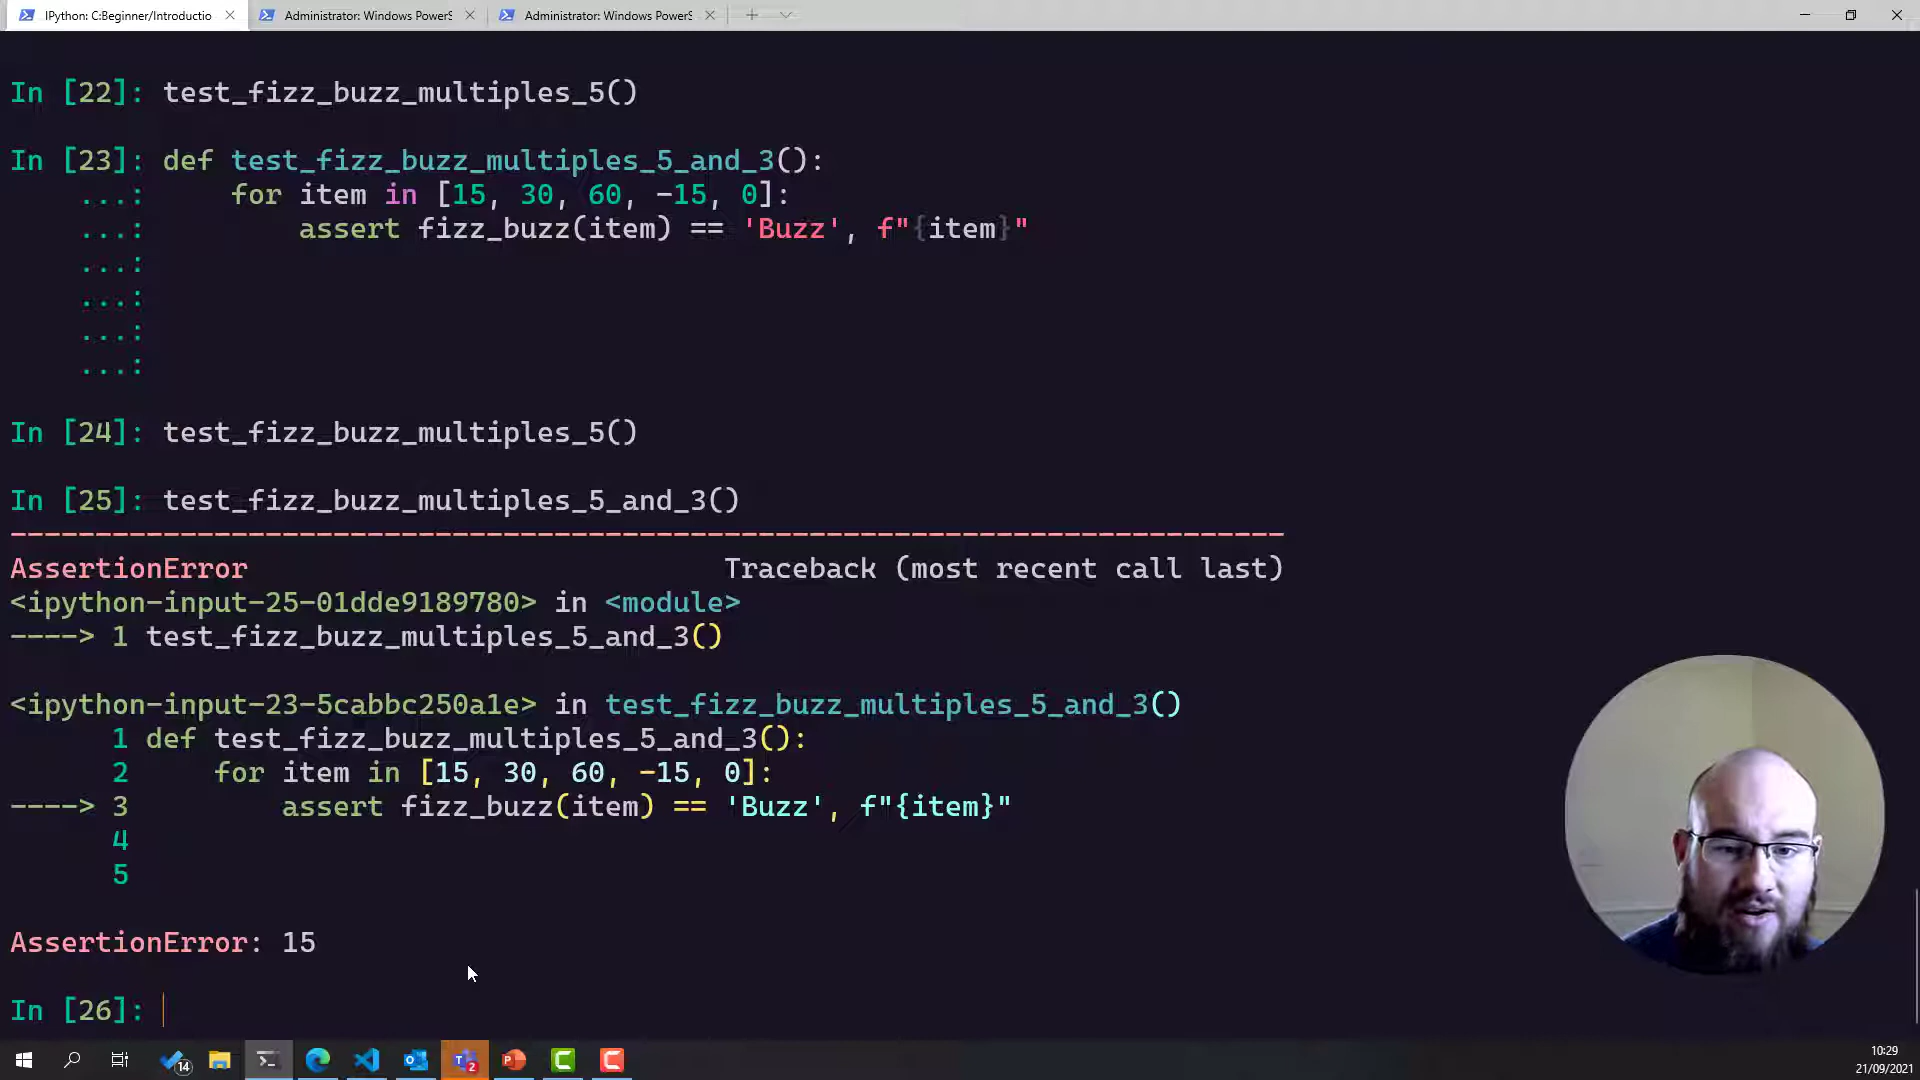 IPython: C:Beginner/Introductio
Administrator: Windows PowerS
Administrator: Windows PowerS
In [22]: test_fizz_buzz_multiples_5()
In [23]: def test_fizz_buzz_multiples_5_and_3():
...: for item in [15, 30, 60, -15, 0]:
...: assert fizz_buzz(item) == 'Buzz', f"{item}"
...:
...:
...:
...:
In [24]: test_fizz_buzz_multiples_5()
In [25]: test_fizz_buzz_multiples_5_and_3()
---------------------------------------------------------------------------
AssertionError Traceback (most recent call last)
<ipython-input-25-01dde9189780> in <module>
----> 1 test_fizz_buzz_multiples_5_and_3()
<ipython-input-23-5cabbc250a1e> in test_fizz_buzz_multiples_5_and_3()
1 def test_fizz_buzz_multiples_5_and_3():
2 for item in [15, 30, 60, -15, 0]:
----> 3 assert fizz_buzz(item) == 'Buzz', f"{item}"
4
5
AssertionError: 15
In [26]:
14
2
10:29
21/09/2021